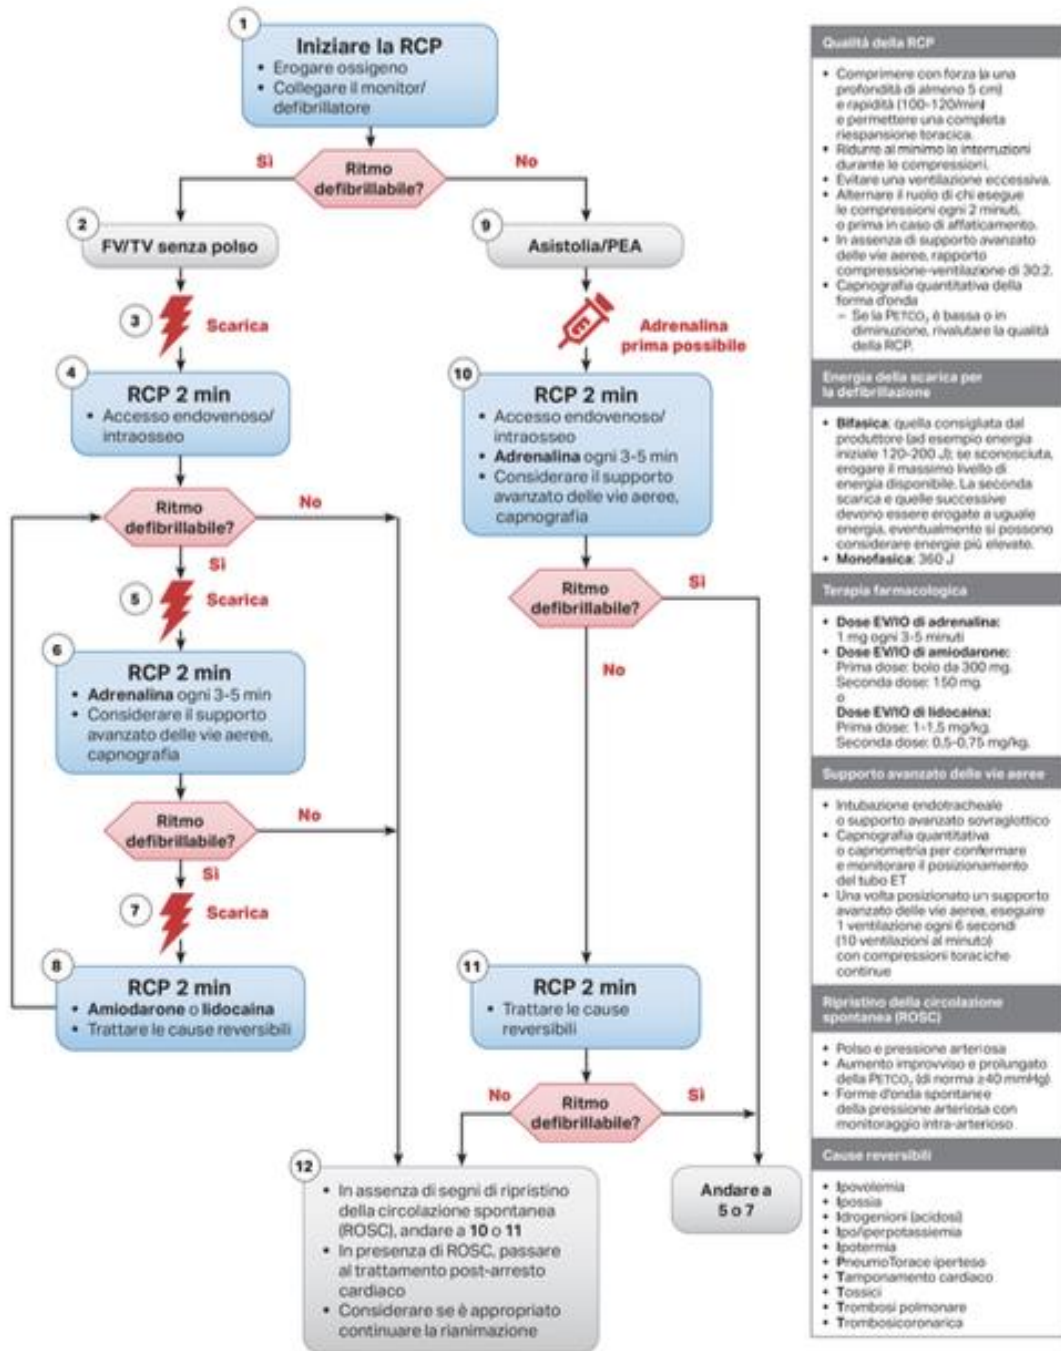 1
Iniziare la RCP
• Erogare ossigeno
• Collegare il monitor/
defibrillatore
Ritmo
defibrillabile?
Sì
No
2
FV/TV senza polso
3
Scarica
4
RCP 2 min
• Accesso endovenoso/
intraosseo
Ritmo
defibrillabile?
No
Sì
5
Scarica
6
RCP 2 min
• Adrenalina ogni 3-5 min
• Considerare il supporto
avanzato delle vie aeree,
capnografia
Ritmo
defibrillabile?
No
Sì
7
Scarica
8
RCP 2 min
• Amiodarone o lidocaina
• Trattare le cause reversibili
9
Asistolia/PEA
Adrenalina
prima possibile
10
RCP 2 min
• Accesso endovenoso/
intraosseo
• Adrenalina ogni 3-5 min
• Considerare il supporto
avanzato delle vie aeree,
capnografia
Ritmo
defibrillabile?
Sì
No
11
RCP 2 min
• Trattare le cause
reversibili
Ritmo
defibrillabile?
No
Sì
12
• In assenza di segni di ripristino
della circolazione spontanea
(ROSC), andare a 10 o 11
• In presenza di ROSC, passare
al trattamento post-arresto
cardiaco
• Considerare se è appropriato
continuare la rianimazione
Andare a
5 o 7
Qualità della RCP
• Comprimere con forza (a una
profondità di almeno 5 cm)
e rapidità (100-120/min)
e permettere una completa
riespansione toracica.
• Ridurre al minimo le interruzioni
durante le compressioni.
• Evitare una ventilazione eccessiva.
• Alternare il ruolo di chi esegue
le compressioni ogni 2 minuti,
o prima in caso di affaticamento.
• In assenza di supporto avanzato
delle vie aeree, rapporto
compressione-ventilazione di 30:2.
• Capnografia quantitativa della
forma d'onda
– Se la PETCO₂ è bassa o in
diminuzione, rivalutare la qualità
della RCP.
Energia della scarica per
la defibrillazione
• Bifasica: quella consigliata dal
produttore (ad esempio energia
iniziale 120-200 J); se sconosciuta,
erogare il massimo livello di
energia disponibile. La seconda
scarica e quelle successive
devono essere erogate a uguale
energia, eventualmente si possono
considerare energie più elevate.
• Monofasica: 360 J
Terapia farmacologica
• Dose EV/IO di adrenalina:
1 mg ogni 3-5 minuti
• Dose EV/IO di amiodarone:
Prima dose: bolo da 300 mg.
Seconda dose: 150 mg
o
Dose EV/IO di lidocaina:
Prima dose: 1-1,5 mg/kg.
Seconda dose: 0,5-0,75 mg/kg.
Supporto avanzato delle vie aeree
• Intubazione endotracheale
o supporto avanzato sovraglottico
• Capnografia quantitativa
o capnometria per confermare
e monitorare il posizionamento
del tubo ET
• Una volta posizionato un supporto
avanzato delle vie aeree, eseguire
1 ventilazione ogni 6 secondi
(10 ventilazioni al minuto)
con compressioni toraciche
continue
Ripristino della circolazione
spontanea (ROSC)
• Polso e pressione arteriosa
• Aumento improvviso e prolungato
della PETCO₂ (di norma ≥40 mmHg)
• Forme d'onda spontanee
della pressione arteriosa con
monitoraggio intra-arterioso
Cause reversibili
• Ipovolemia
• Ipossia
• Idrogenioni (acidosi)
• Ipo/iperpotassiemia
• Ipotermia
• PneumoTorace iperteso
• Tamponamento cardiaco
• Tossici
• Trombosi polmonare
• Trombosicoronarica